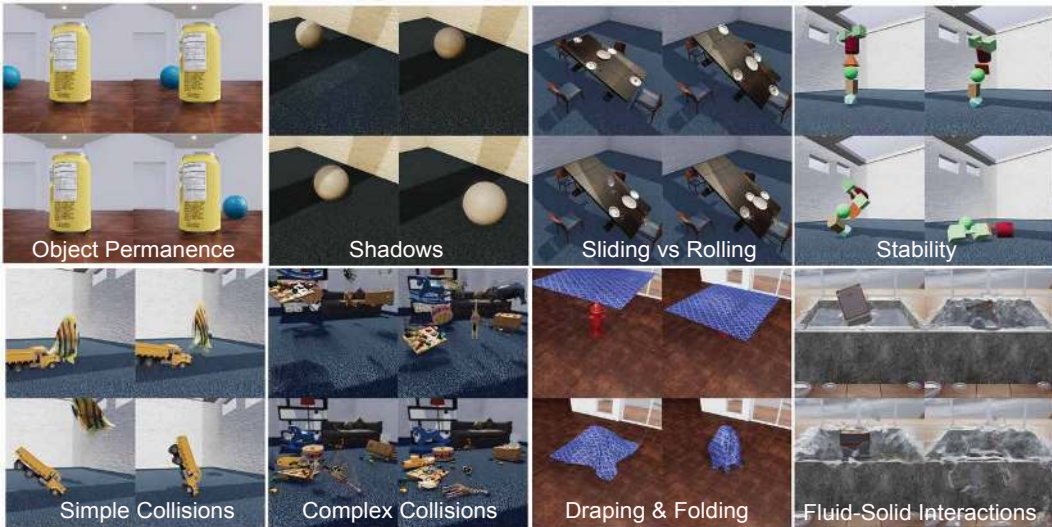 Object Permanence
Shadows
Sliding vs Rolling
Stability
Simple Collisions
Complex Collisions
Draping & Folding
Fluid-Solid Interactions